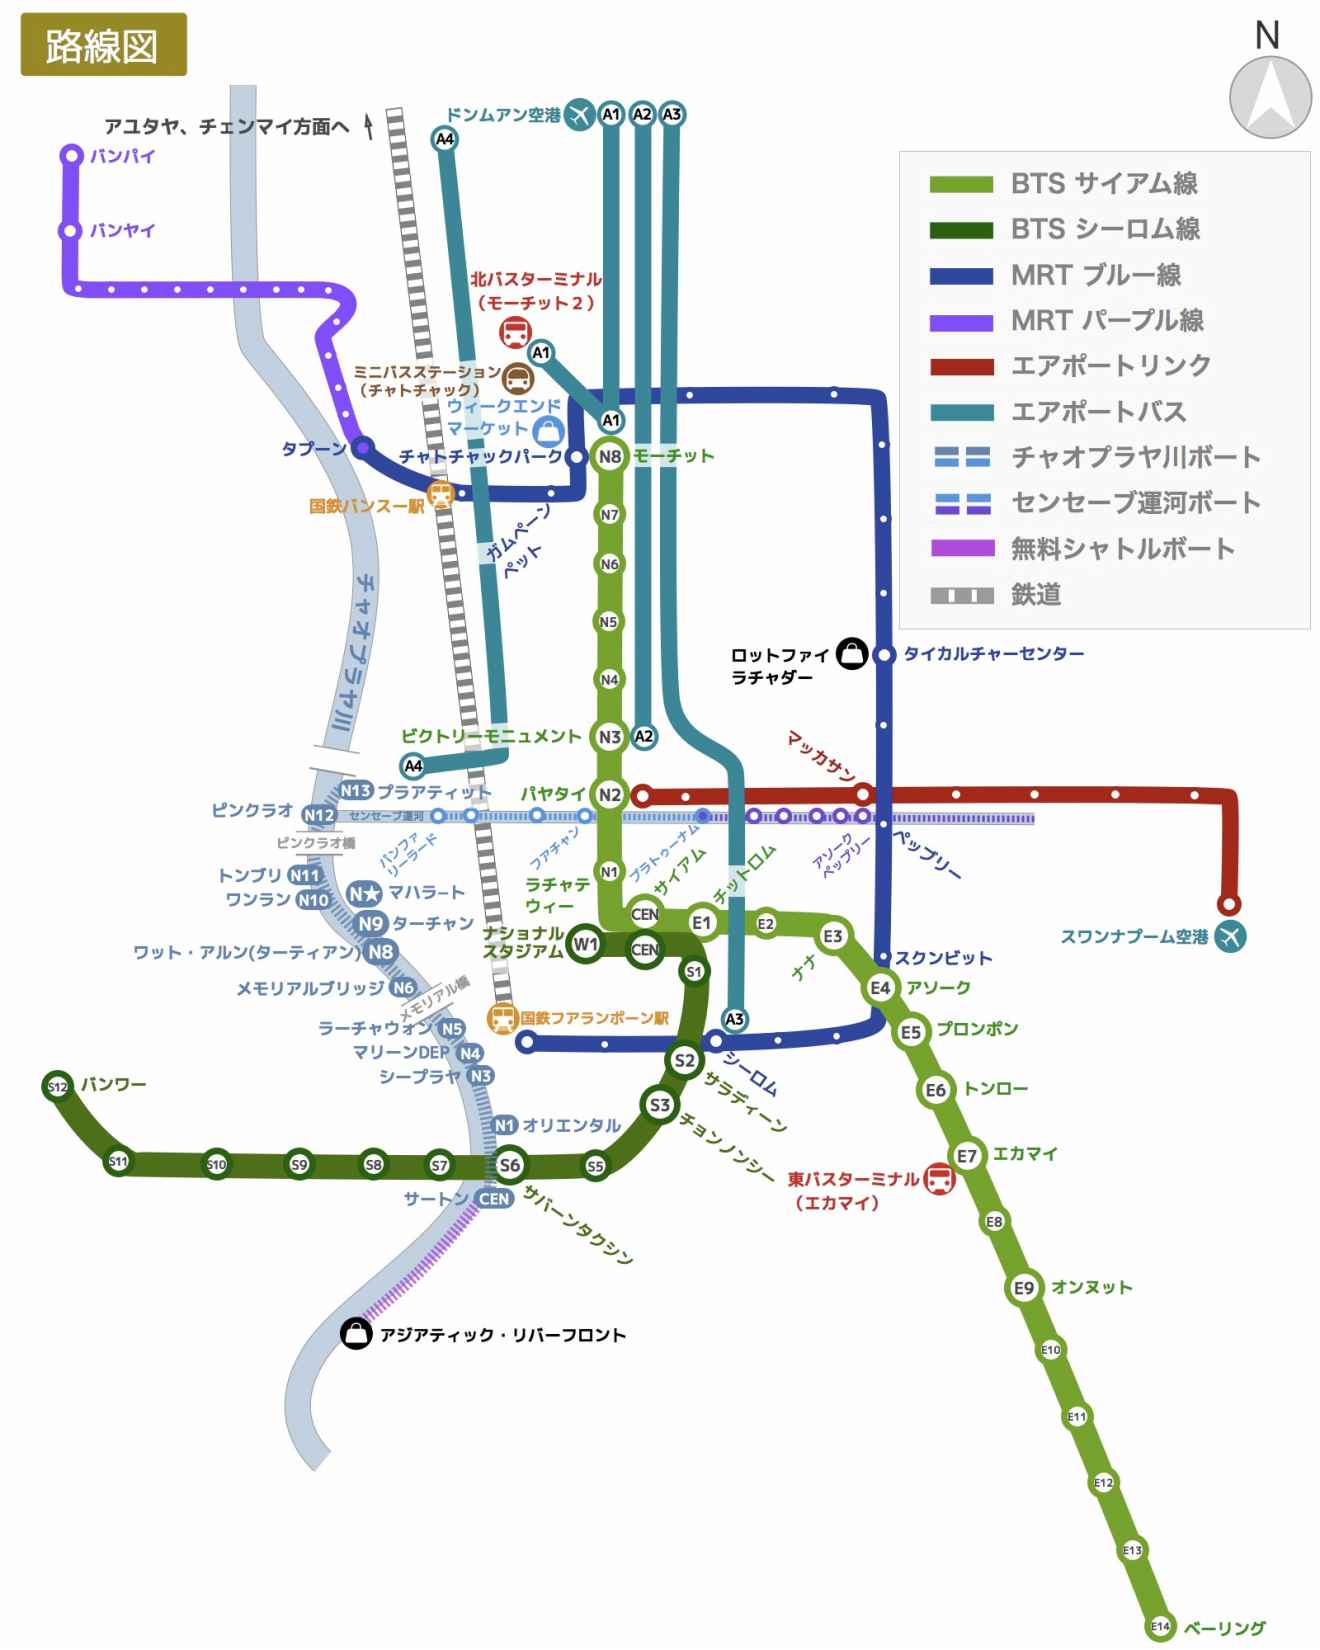 路線図
N
アユタヤ、チェンマイ方面へ
バンパイ
バンヤイ
A4
ドンムアン空港
A1
A2
A3
BTS サイアム線
BTS シーロム線
MRT ブルー線
MRT パープル線
エアポートリンク
エアポートバス
チャオプラヤ川ボート
センセーブ運河ボート
無料シャトルボート
鉄道
北バスターミナル
（モーチット２）
A1
ミニバスステーション
（チャトチャック）
ウィークエンド
マーケット
A1
タプーン
チャトチャックパーク
N8
モーチット
国鉄バンスー駅
ガムペーン
ペット
N7
N6
N5
N4
チャオプラヤ川
ロットファイ
ラチャダー
タイカルチャーセンター
ビクトリーモニュメント
N3
A2
A4
マッカサン
パヤタイ
N2
N13
プラアティット
ピンクラオ
N12
センセーブ運河
ピンクラオ橋
パンファ
リーラード
フアチャン
プラトゥーナム
アソーク
ペッブリー
ペッブリー
トンブリ
N11
ワンラン
N10
N★
マハラート
N9
ターチャン
ワット・アルン(ターティアン)
N8
メモリアルブリッジ
N6
メモリアル橋
N1
ラチャテ
ウィー
サイアム
チットロム
CEN
E1
E2
E3
ナナ
ナショナル
スタジアム
W1
CEN
S1
スクンビット
スワンナプーム空港
E4
アソーク
国鉄フアランポーン駅
A3
ラーチャウォン
N5
マリーンDEP
N4
シープラヤ
N3
E5
プロンポン
シーロム
S2
サラディーン
E6
トンロー
S12
バンワー
S3
チョンノンシー
N1
オリエンタル
E7
エカマイ
東バスターミナル
（エカマイ）
S11
S10
S9
S8
S7
S6
S5
サートン
CEN
サパーンタクシン
E8
E9
オンヌット
アジアティック・リバーフロント
E10
E11
E12
E13
E14
ベーリング